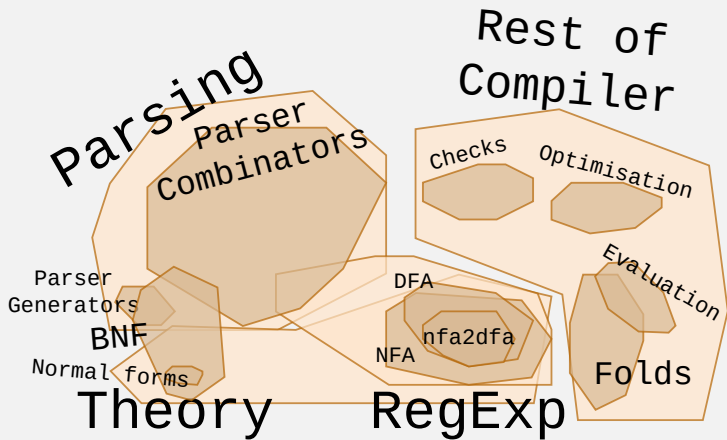 Rest of
Compiler
Parsing
Parser
Combinators
Checks
Optimisation
Evaluation
Parser
Generators
DFA
BNF
nfa2dfa
NFA
Normal forms
Folds
Theory
RegExp